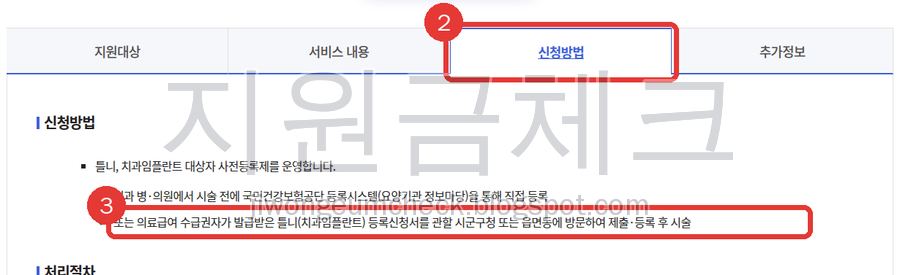 2
지원대상
서비스 내용
신청방법
추가정보
지원금체크
신청방법
틀니, 치과임플란트 대상자 사전등록제를 운영합니다.
병·의원에서 시술 전에 국민건강보험공단 등록시스템(요양기관 정보마당)을 통해 직접 등록
jiwongeumcheck.blogspot.com
3
또는 의료급여 수급권자가 발급받은 틀니(치과임플란트) 등록신청서를 관할 시군구청 또는 읍면동에 방문하여 제출·등록 후 시술
처리절차